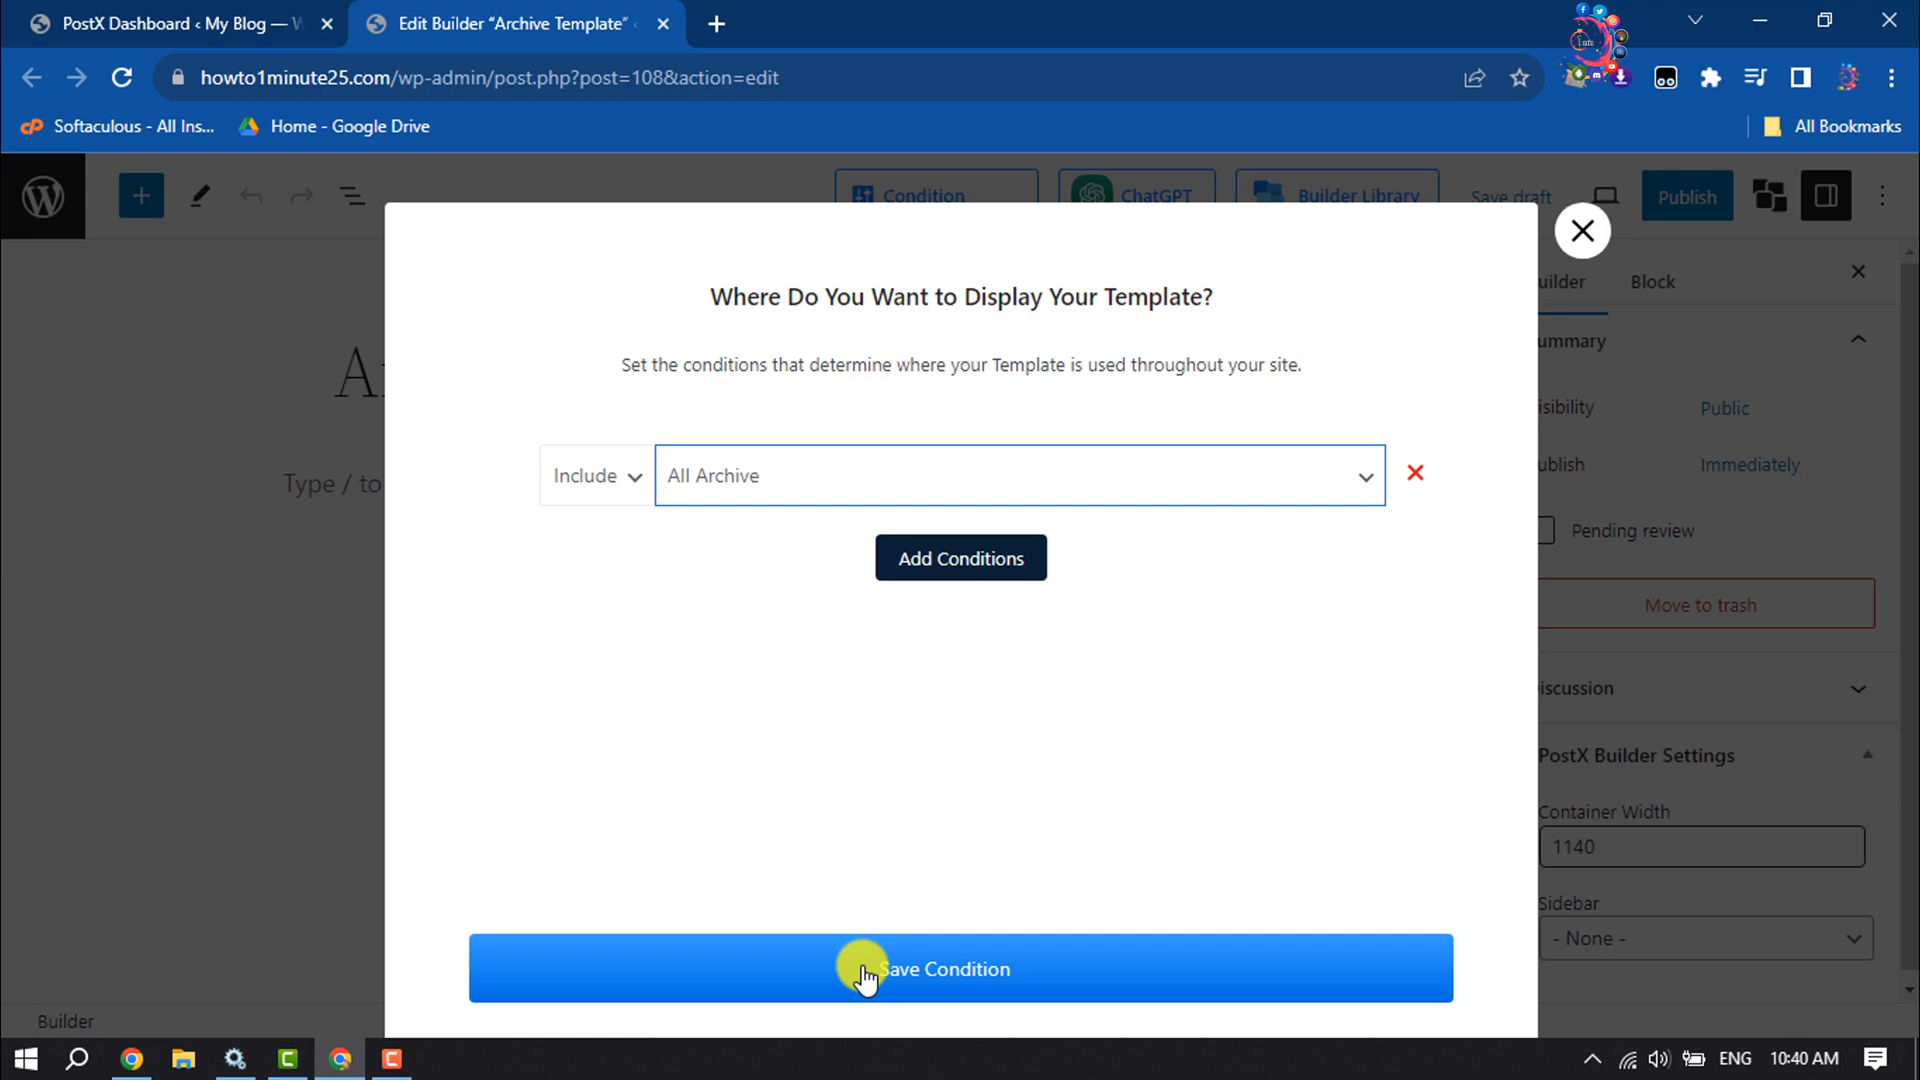 PostX Dashboard ‹ My Blog — W
Edit Builder “Archive Template” ‹
howto1minute25.com/wp-admin/post.php?post=108&action=edit
Softaculous - All Ins...
Home - Google Drive
All Bookmarks
Condition
ChatGPT
Builder Library
Save draft
Publish
Where Do You Want to Display Your Template?
Set the conditions that determine where your Template is used throughout your site.
Include
All Archive
Add Conditions
Save Condition
Type / to
uilder
Block
ummary
isibility
Public
ublish
Immediately
Pending review
Move to trash
iscussion
PostX Builder Settings
Container Width
1140
Sidebar
- None -
Builder
ENG
10:40 AM